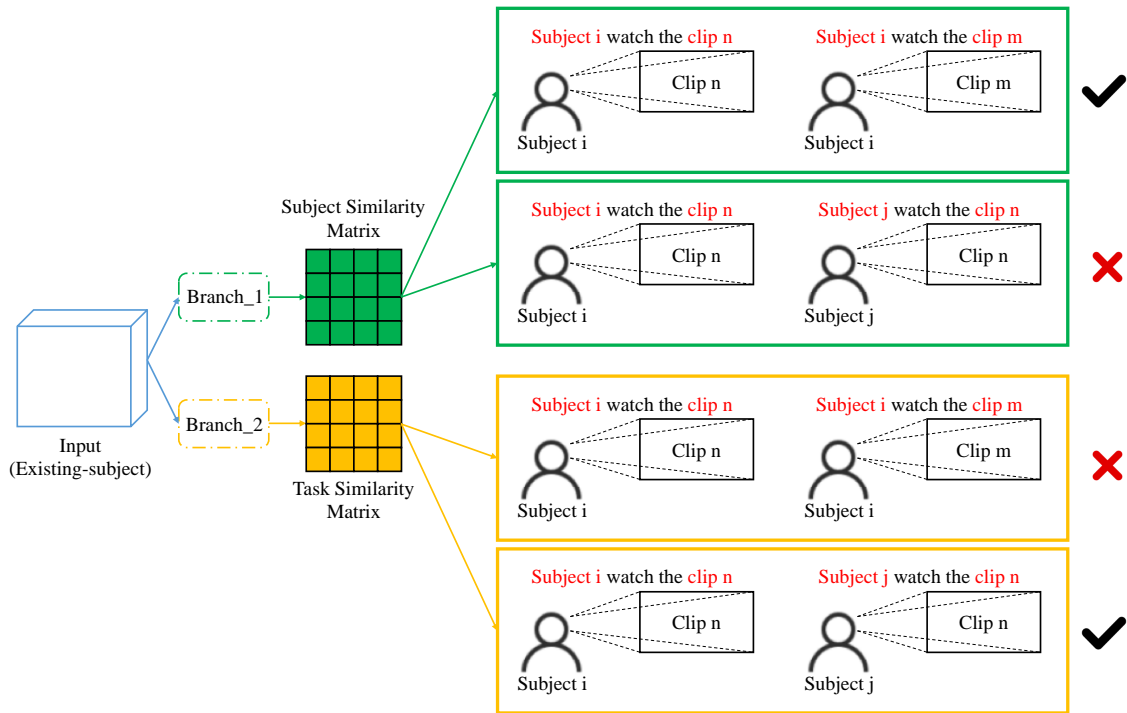 Subject i watch the clip n
Subject i watch the clip m
Clip n
Clip m
Subject i
Subject i
Subject i watch the clip n
Subject j watch the clip n
Clip n
Clip n
Subject i
Subject j
Subject Similarity
Matrix
Branch_1
Branch_2
Input
(Existing-subject)
Task Similarity
Matrix
Subject i watch the clip n
Subject i watch the clip m
Clip n
Clip m
Subject i
Subject i
Subject i watch the clip n
Subject j watch the clip n
Clip n
Clip n
Subject i
Subject j